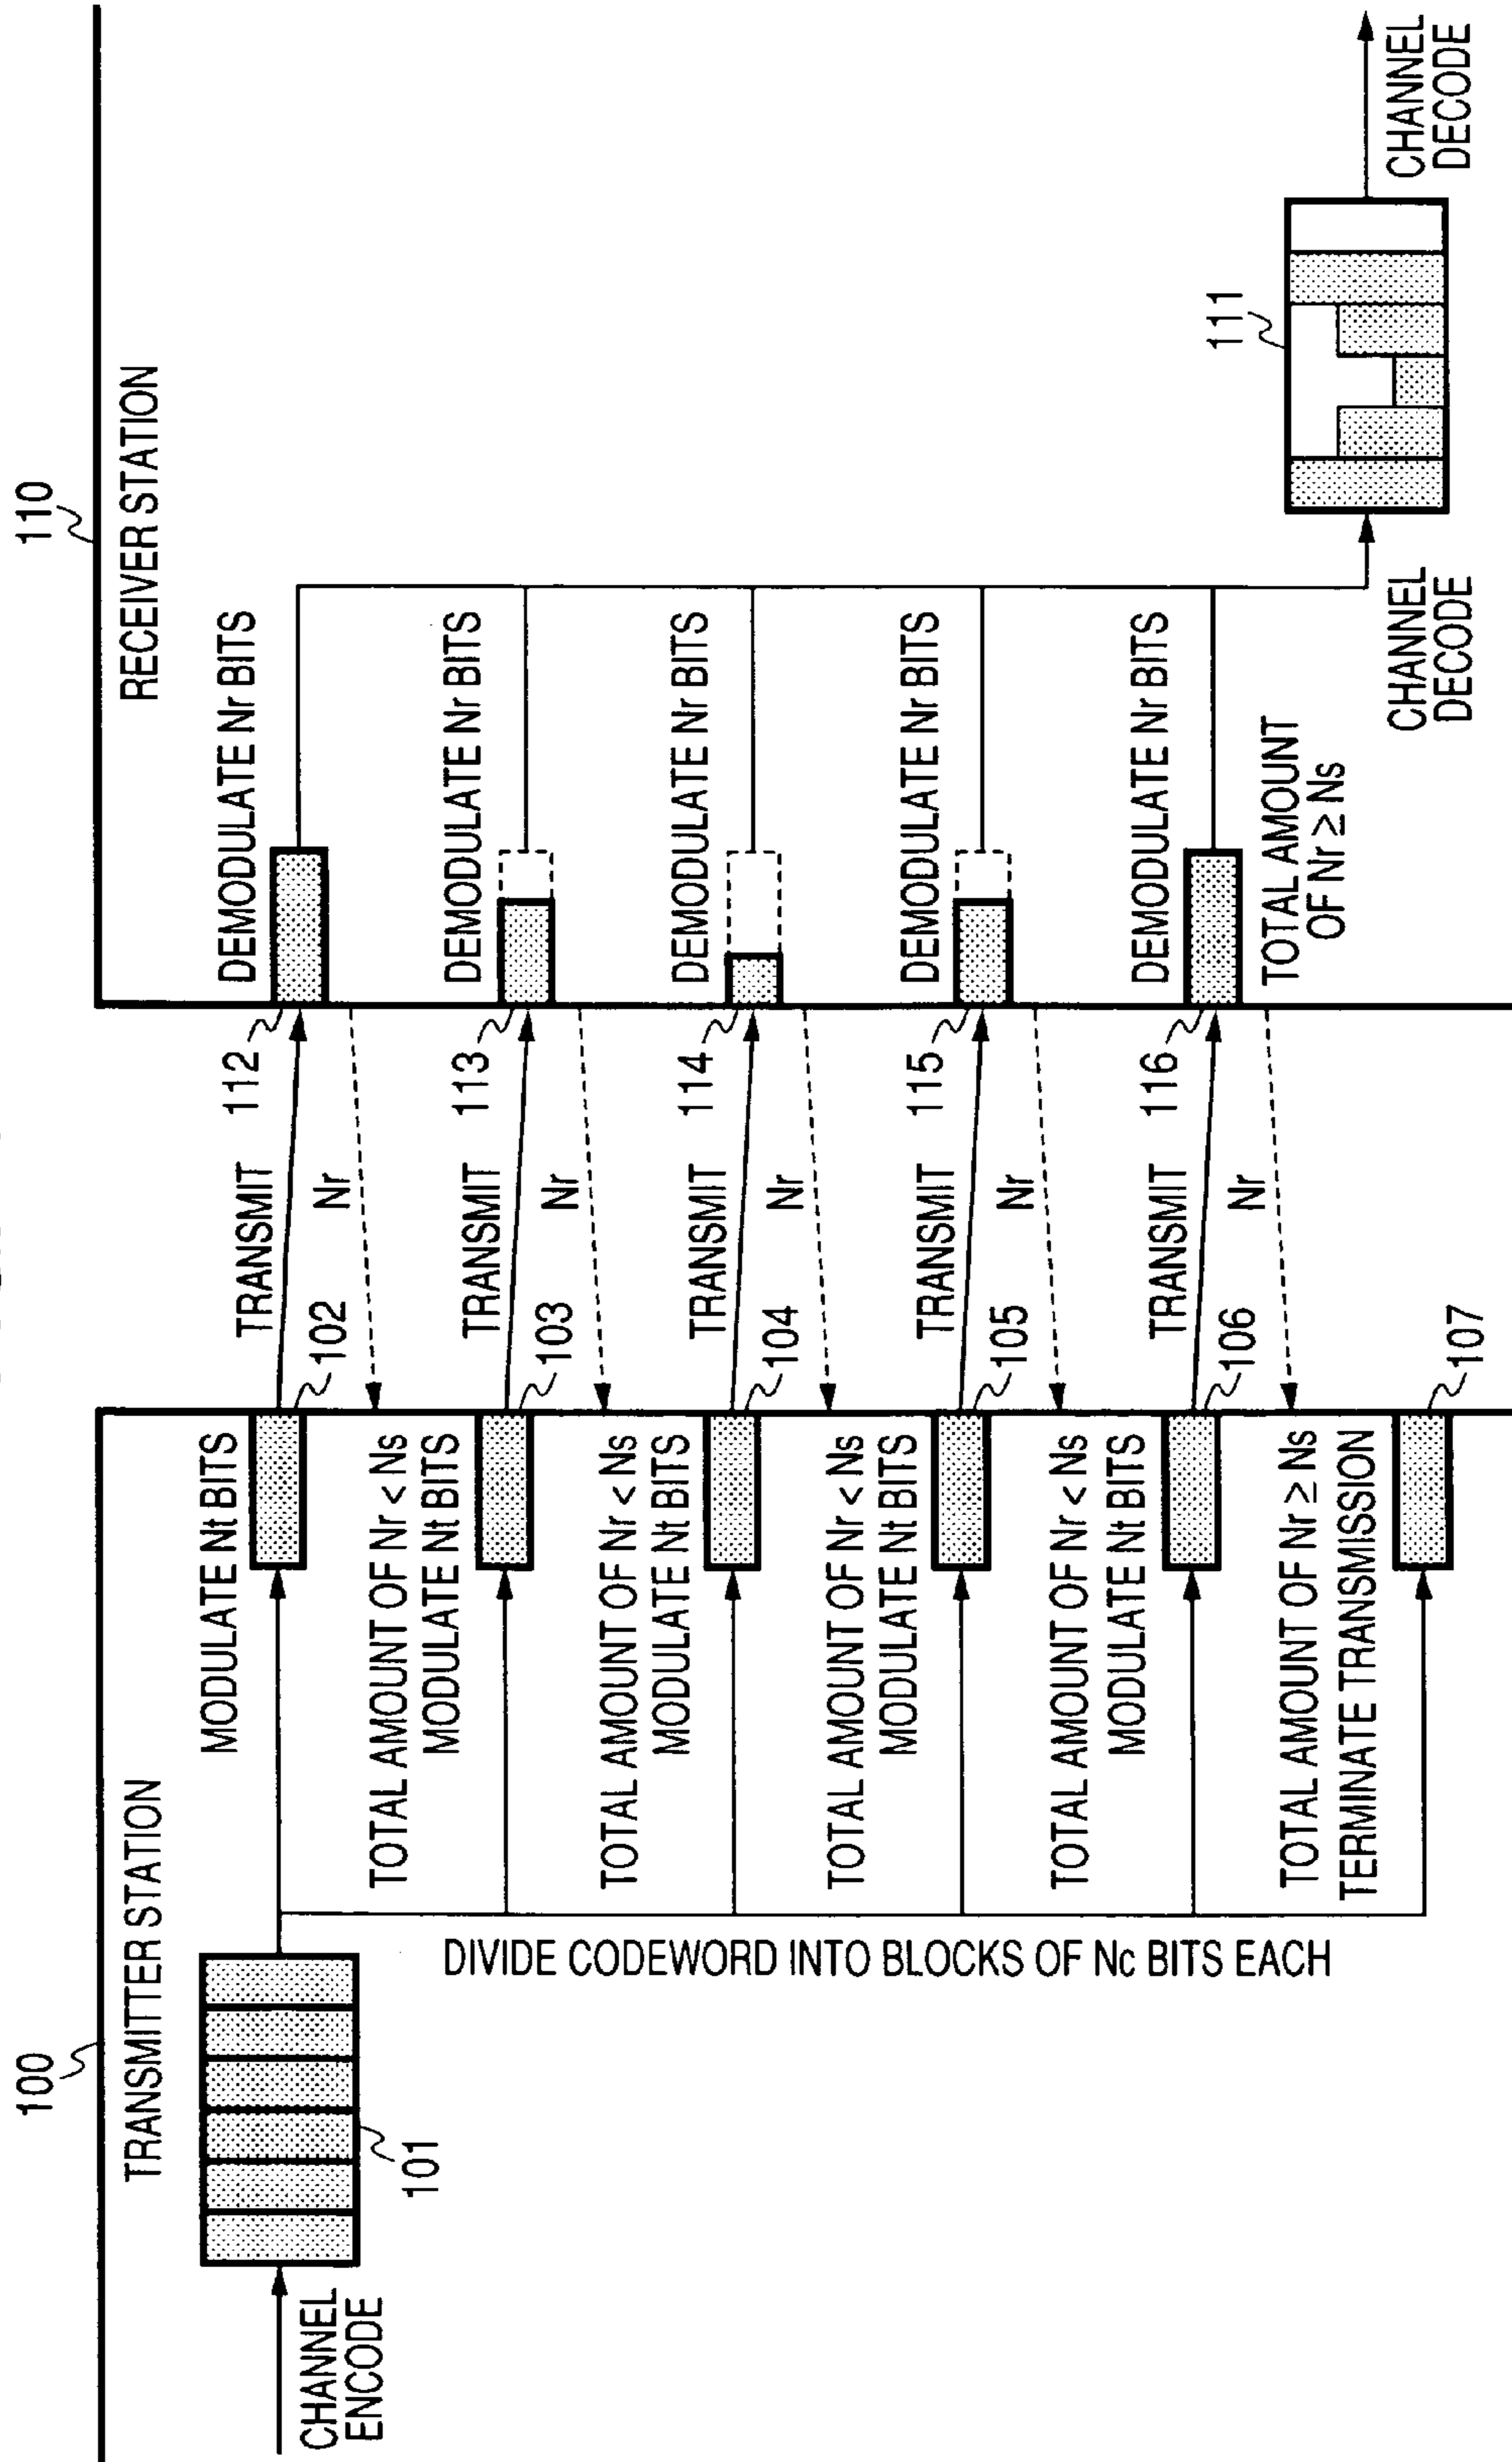 100
TRANSMITTER STATION
CHANNEL
ENCODE
101
DIVIDE CODEWORD INTO BLOCKS OF Nc BITS EACH
MODULATE Nt BITS
102
TOTAL AMOUNT OF Nr < Ns
MODULATE Nt BITS
103
TOTAL AMOUNT OF Nr < Ns
MODULATE Nt BITS
104
TOTAL AMOUNT OF Nr < Ns
MODULATE Nt BITS
105
TOTAL AMOUNT OF Nr < Ns
MODULATE Nt BITS
106
TOTAL AMOUNT OF Nr ≥ Ns
TERMINATE TRANSMISSION
107
TRANSMIT
Nr
TRANSMIT
Nr
TRANSMIT
Nr
TRANSMIT
Nr
TRANSMIT
Nr
110
RECEIVER STATION
112
DEMODULATE Nr BITS
113
DEMODULATE Nr BITS
114
DEMODULATE Nr BITS
115
DEMODULATE Nr BITS
116
DEMODULATE Nr BITS
TOTAL AMOUNT
OF Nr ≥ Ns
CHANNEL
DECODE
111
CHANNEL
DECODE